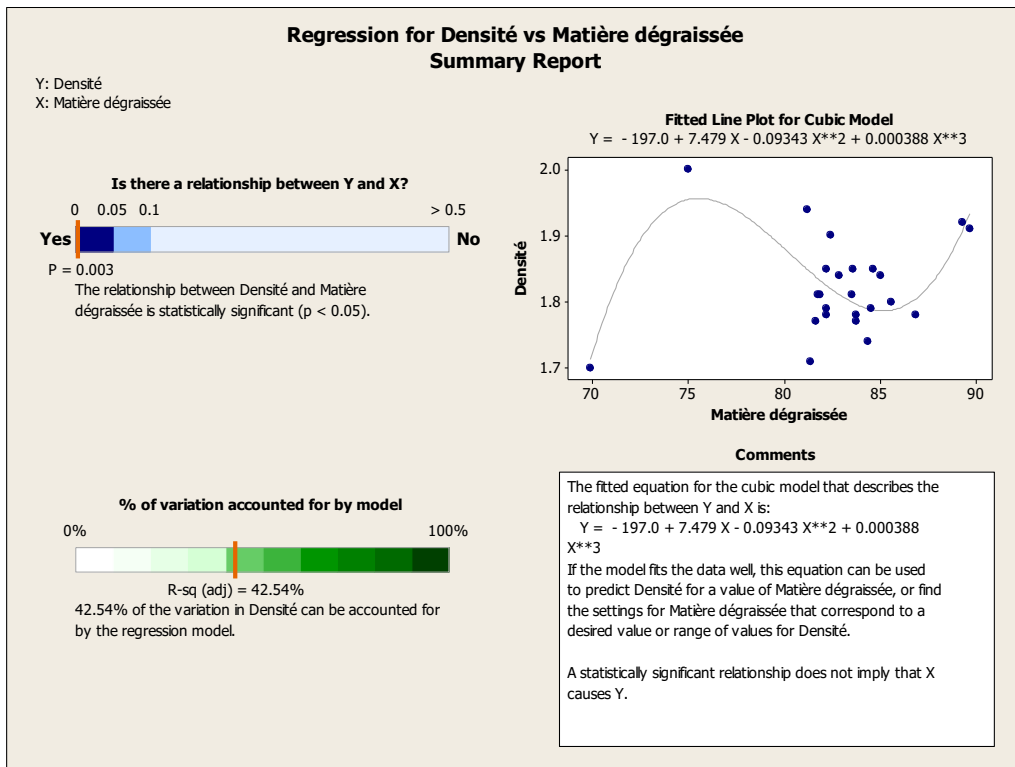 Regression for Densité vs Matière dégraissée
Summary Report
Y: Densité
X: Matière dégraissée
Is there a relationship between Y and X?
0 0.05 0.1 > 0.5
Yes No
P = 0.003
The relationship between Densité and Matière
dégraissée is statistically significant (p < 0.05).
% of variation accounted for by model
0% 100%
R-sq (adj) = 42.54%
42.54% of the variation in Densité can be accounted for
by the regression model.
Fitted Line Plot for Cubic Model
Y = - 197.0 + 7.479 X - 0.09343 X**2 + 0.000388 X**3
2.0
1.9
1.8
1.7
Densité
70 75 80 85 90
Matière dégraissée
Comments
The fitted equation for the cubic model that describes the
relationship between Y and X is:
Y = - 197.0 + 7.479 X - 0.09343 X**2 + 0.000388
X**3
If the model fits the data well, this equation can be used
to predict Densité for a value of Matière dégraissée, or find
the settings for Matière dégraissée that correspond to a
desired value or range of values for Densité.
A statistically significant relationship does not imply that X
causes Y.